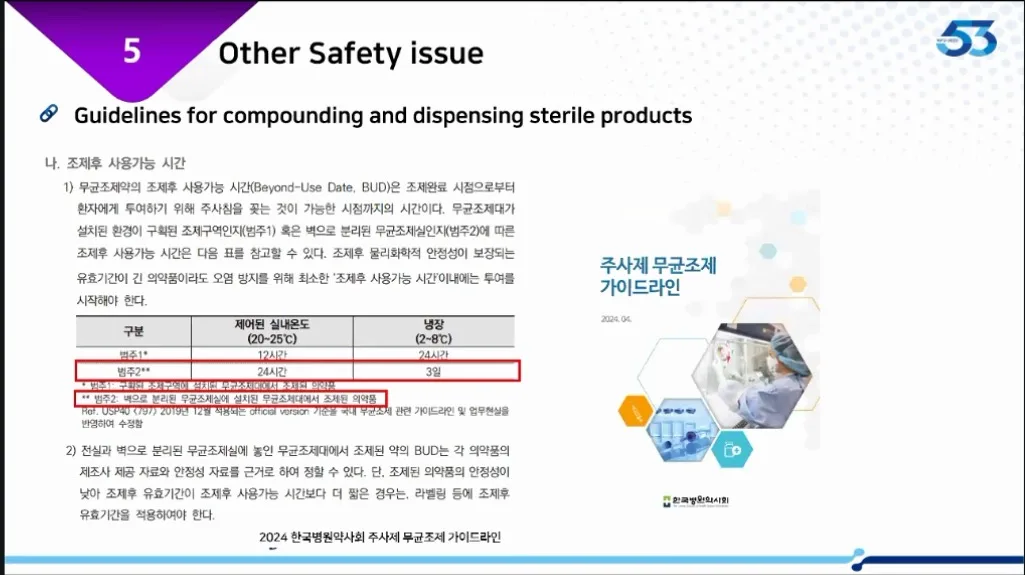 5
Other Safety issue
53
Guidelines for compounding and dispensing sterile products
나. 조제후 사용가능 시간
1) 무균조제약의 조제후 사용가능 시간(Beyond-Use Date, BUD)은 조제완료 시점으로부터
환자에게 투여하기 위해 주사침을 꽂는 것이 가능한 시점까지의 시간이다. 무균조제대가
설치된 환경이 구획된 조제구역인지(범주1) 혹은 벽으로 분리된 무균조제실인지(범주2)에 따른
조제후 사용가능 시간은 다음 표를 참고할 수 있다. 조제후 물리화학적 안정성이 보장되는
유효기간이 긴 의약품이라도 오염 방지를 위해 최소한 '조제후 사용가능 시간'이내에는 투여를
시작해야 한다.
구분 제어된 실내온도 (20~25℃) 냉장 (2~8℃)
범주1* 12시간 24시간
범주2** 24시간 3일
* 범주1: 구획된 조제구역에 설치된 무균조제대에서 조제된 의약품
** 범주2: 벽으로 분리된 무균조제실에 설치된 무균조제대에서 조제된 의약품
Ref. USP40 <797> 2019년 12월 적용되는 official version 기준을 국내 무균조제 관련 가이드라인 및 업무현실을
반영하여 수정함
2) 전실과 벽으로 분리된 무균조제실에 놓인 무균조제대에서 조제된 약의 BUD는 각 의약품의
제조사 제공 자료와 안정성 자료를 근거로 하여 정할 수 있다. 단, 조제된 의약품의 안정성이
낮아 조제후 유효기간이 조제후 사용가능 시간보다 더 짧은 경우는, 라벨링 등에 조제후
유효기간을 적용하여야 한다.
2024 한국병원약사회 주사제 무균조제 가이드라인
주사제 무균조제
가이드라인
2024. 04.
한국병원약사회